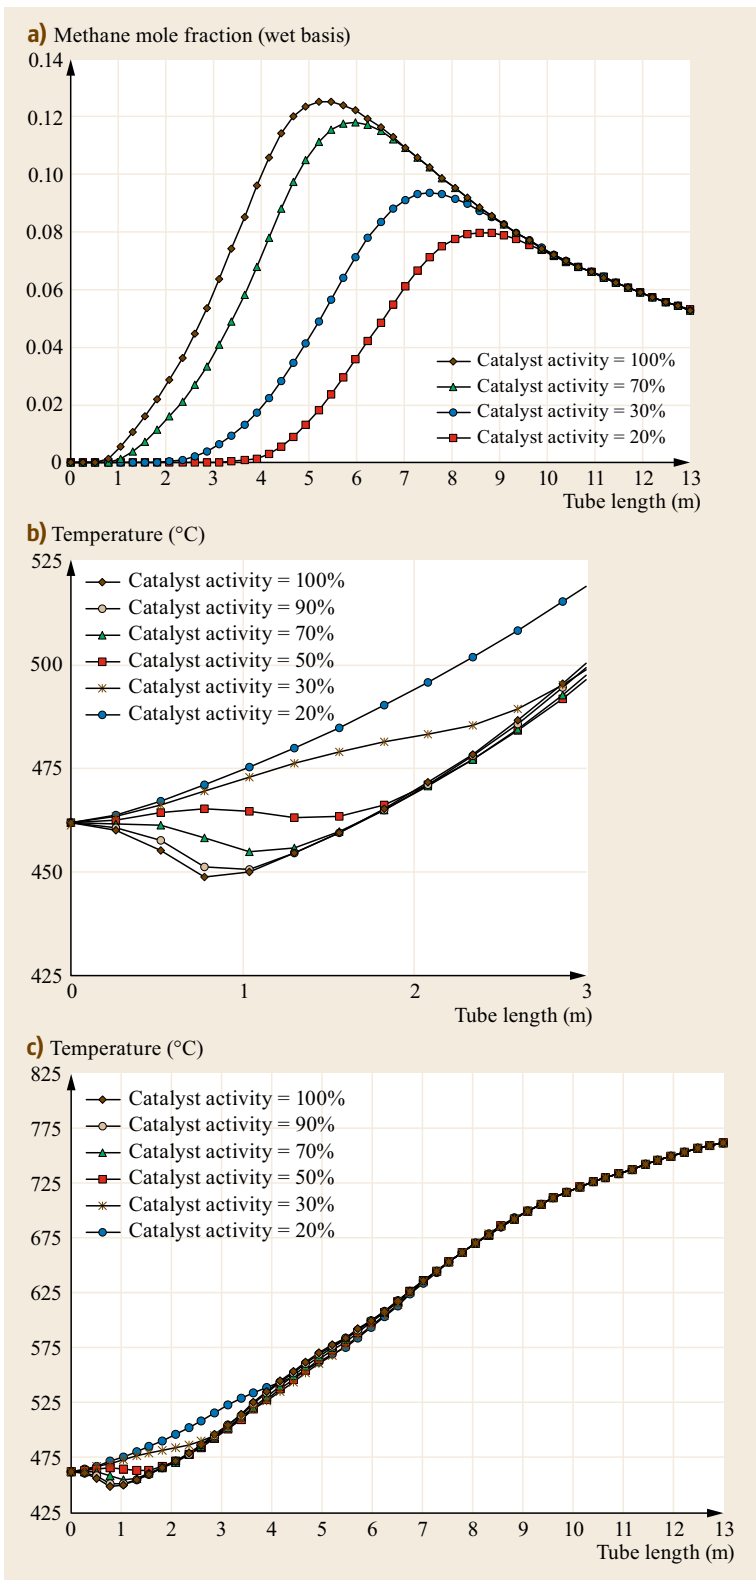 a) Methane mole fraction (wet basis)
0.14
0.12
0.10
0.08
0.06
0.04
0.02
0
Catalyst activity = 100%
Catalyst activity = 70%
Catalyst activity = 30%
Catalyst activity = 20%
0 1 2 3 4 5 6 7 8 9 10 11 12 13
Tube length (m)
b) Temperature (°C)
525
500
475
450
425
Catalyst activity = 100%
Catalyst activity = 90%
Catalyst activity = 70%
Catalyst activity = 50%
Catalyst activity = 30%
Catalyst activity = 20%
0 1 2 3
Tube length (m)
c) Temperature (°C)
825
775
725
675
625
575
525
475
425
Catalyst activity = 100%
Catalyst activity = 90%
Catalyst activity = 70%
Catalyst activity = 50%
Catalyst activity = 30%
Catalyst activity = 20%
0 1 2 3 4 5 6 7 8 9 10 11 12 13
Tube length (m)